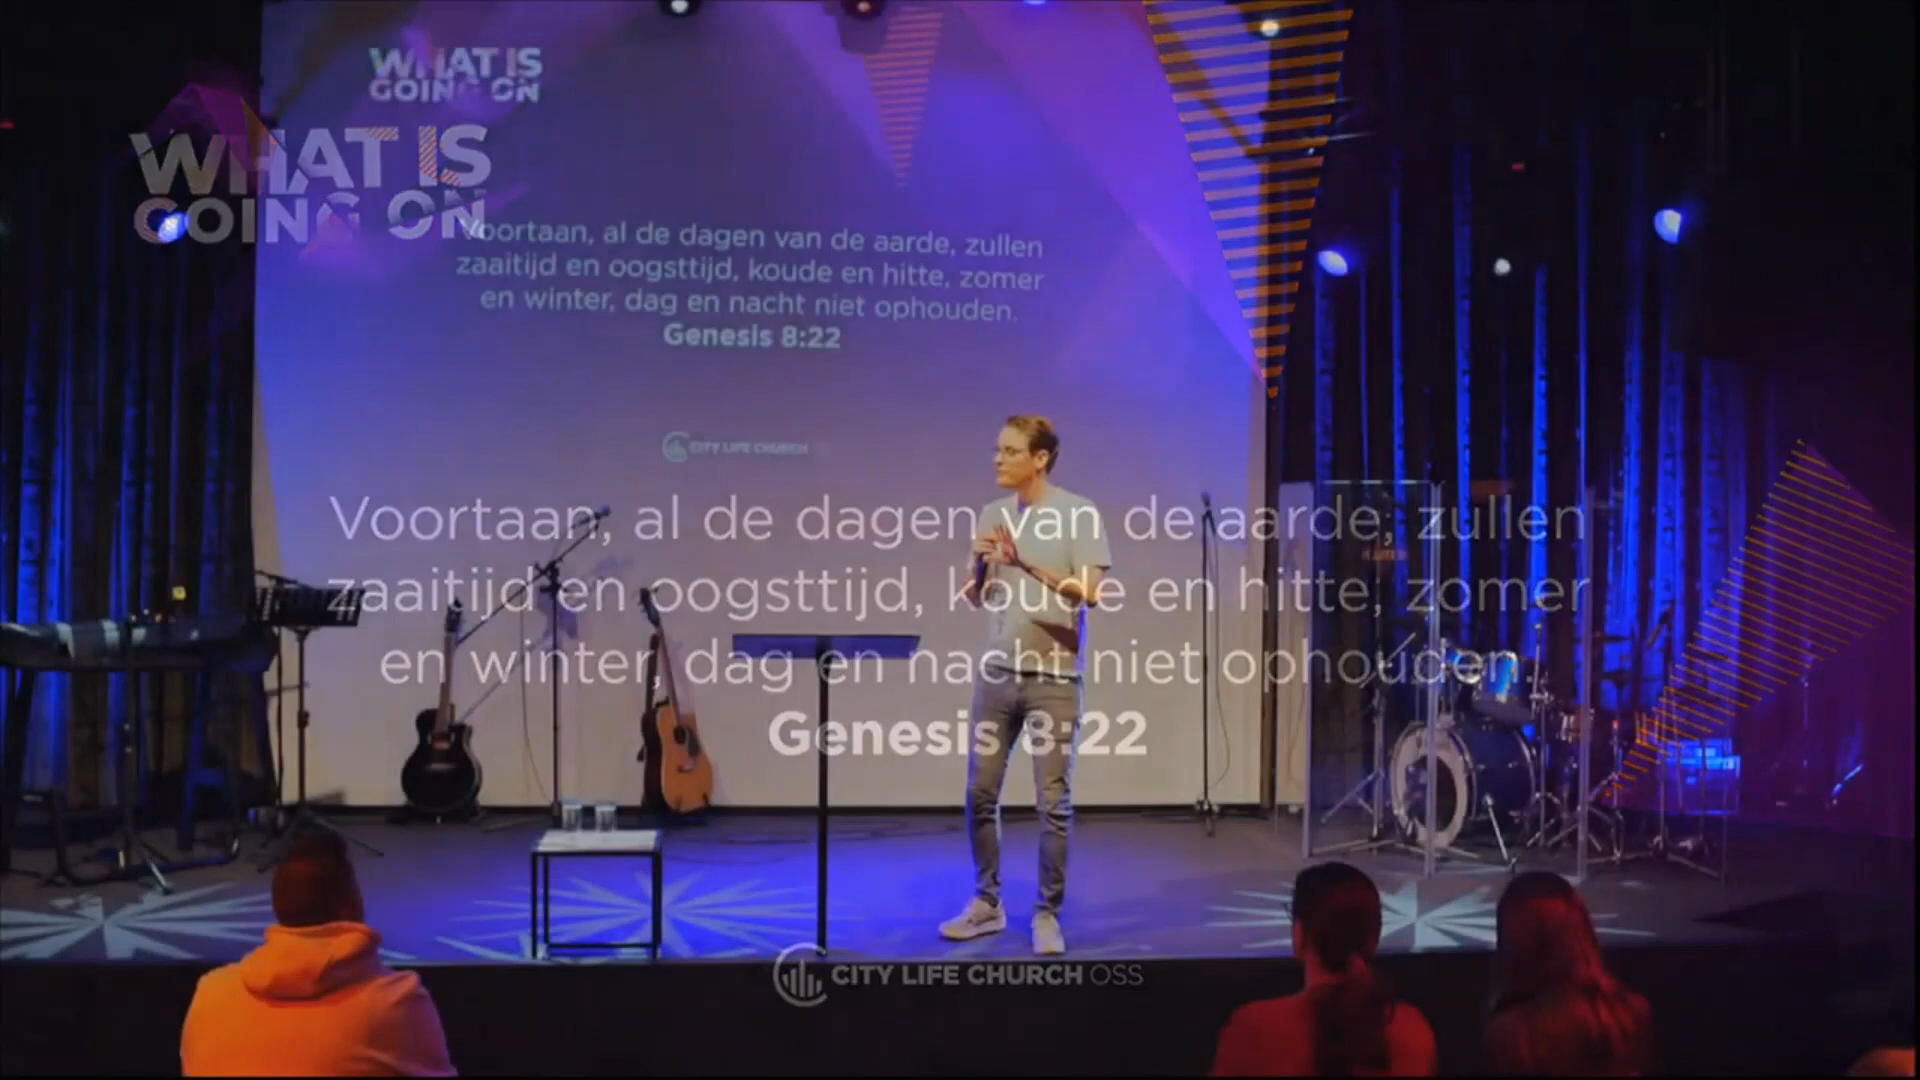 WHAT IS
GOING ON
WHAT IS
GOING ON
Voortaan, al de dagen van de aarde, zullen
zaaitijd en oogsttijd, koude en hitte, zomer
en winter, dag en nacht niet ophouden.
Genesis 8:22
CITY LIFE CHURCH
Voortaan, al de dagen van de aarde, zullen
zaaitijd en oogsttijd, koude en hitte, zomer
en winter, dag en nacht niet ophouden.
Genesis 8:22
CITY LIFE CHURCH OSS